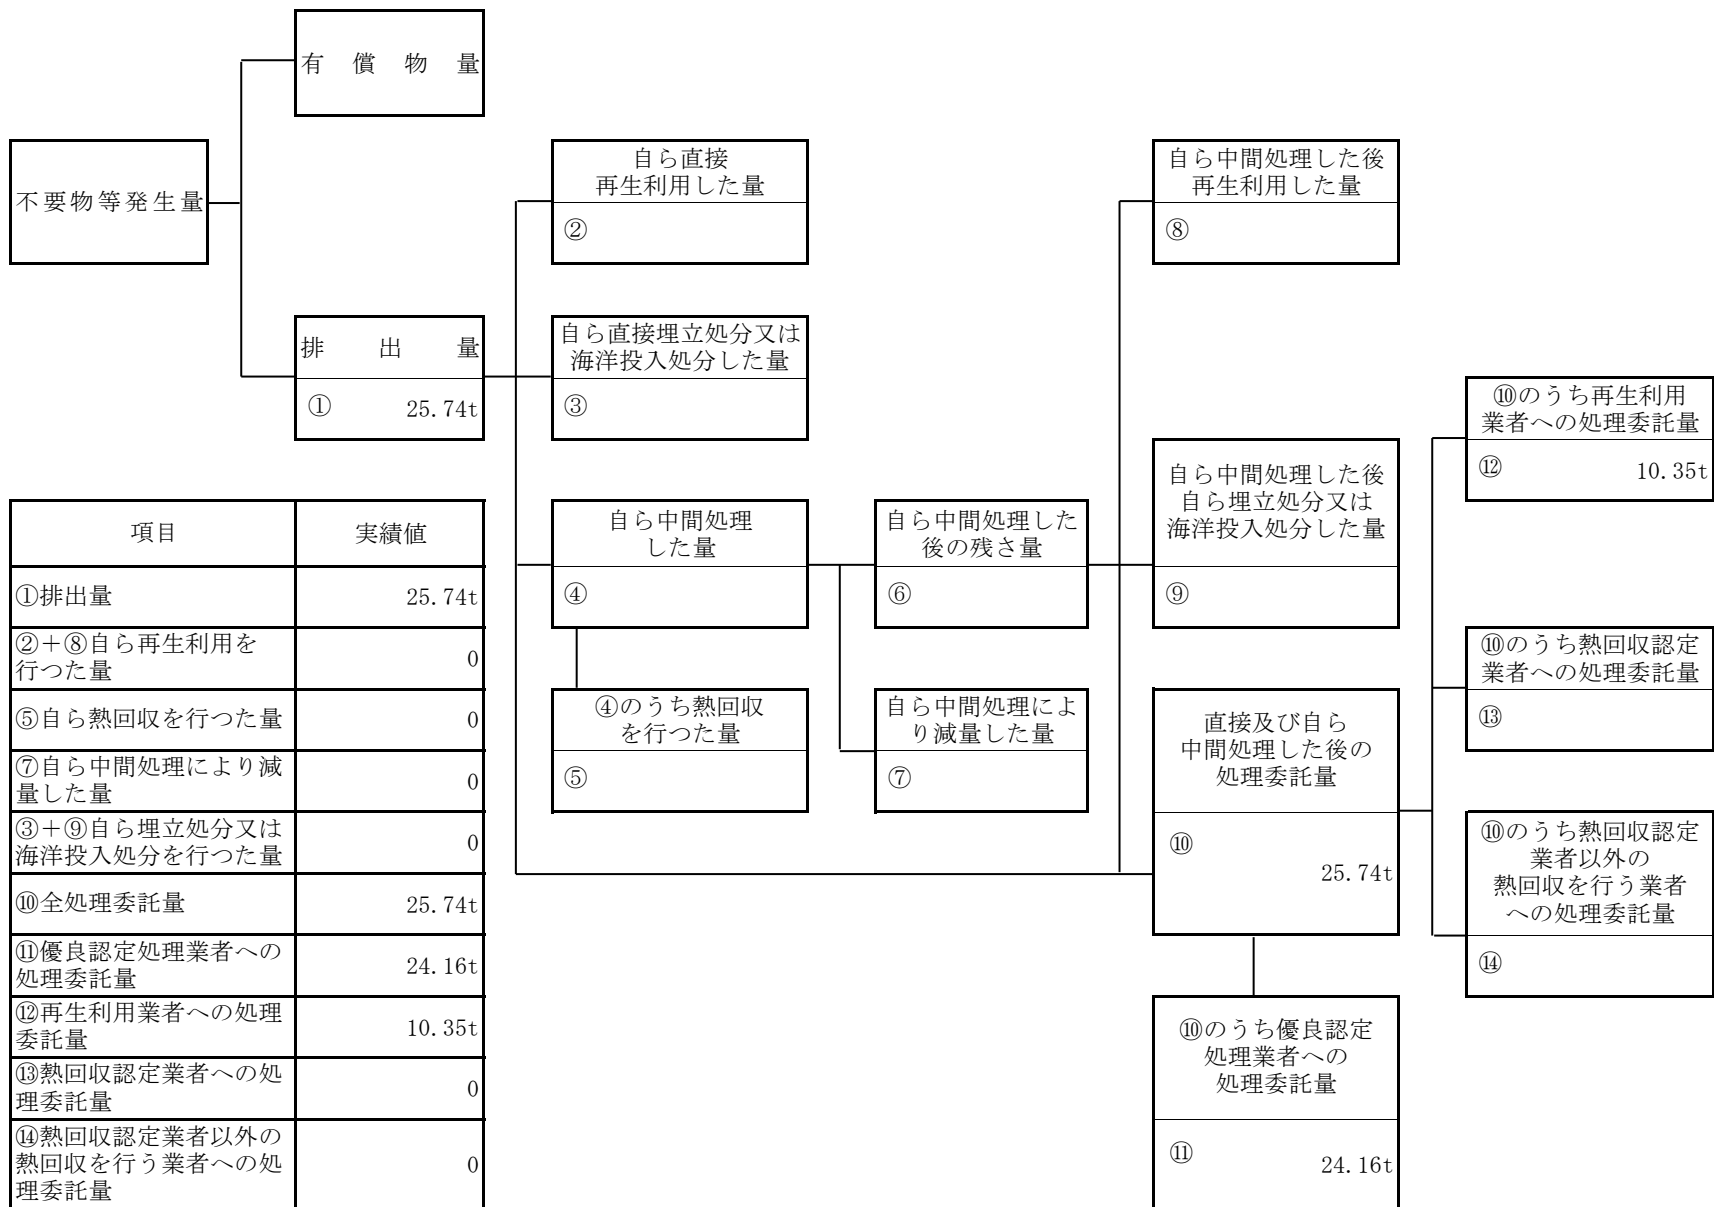 有償物量
不要物等発生量
排出量
① 25.74t
自ら直接
再生利用した量
②
自ら直接埋立処分又は
海洋投入処分した量
③
自ら中間処理
した量
④
④のうち熱回収
を行つた量
⑤
自ら中間処理した
後の残さ量
⑥
自ら中間処理によ
り減量した量
⑦
自ら中間処理した後
再生利用した量
⑧
自ら中間処理した後
自ら埋立処分又は
海洋投入処分した量
⑨
直接及び自ら
中間処理した後の
処理委託量
⑩
25.74t
⑩のうち優良認定
処理業者への
処理委託量
⑪ 24.16t
⑩のうち再生利用
業者への処理委託量
⑫ 10.35t
⑩のうち熱回収認定
業者への処理委託量
⑬
⑩のうち熱回収認定
業者以外の
熱回収を行う業者
への処理委託量
⑭
項目 実績値
①排出量 25.74t
②＋⑧自ら再生利用を
行つた量 0
⑤自ら熱回収を行つた量 0
⑦自ら中間処理により減
量した量 0
③＋⑨自ら埋立処分又は
海洋投入処分を行つた量 0
⑩全処理委託量 25.74t
⑪優良認定処理業者への
処理委託量 24.16t
⑫再生利用業者への処理
委託量 10.35t
⑬熱回収認定業者への処
理委託量 0
⑭熱回収認定業者以外の
熱回収を行う業者への処
理委託量 0